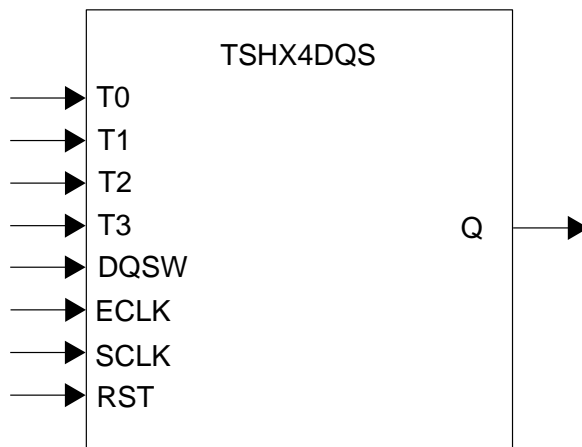 TSHX4DQS
T0
T1
T2
T3
Q
DQSW
ECLK
SCLK
RST